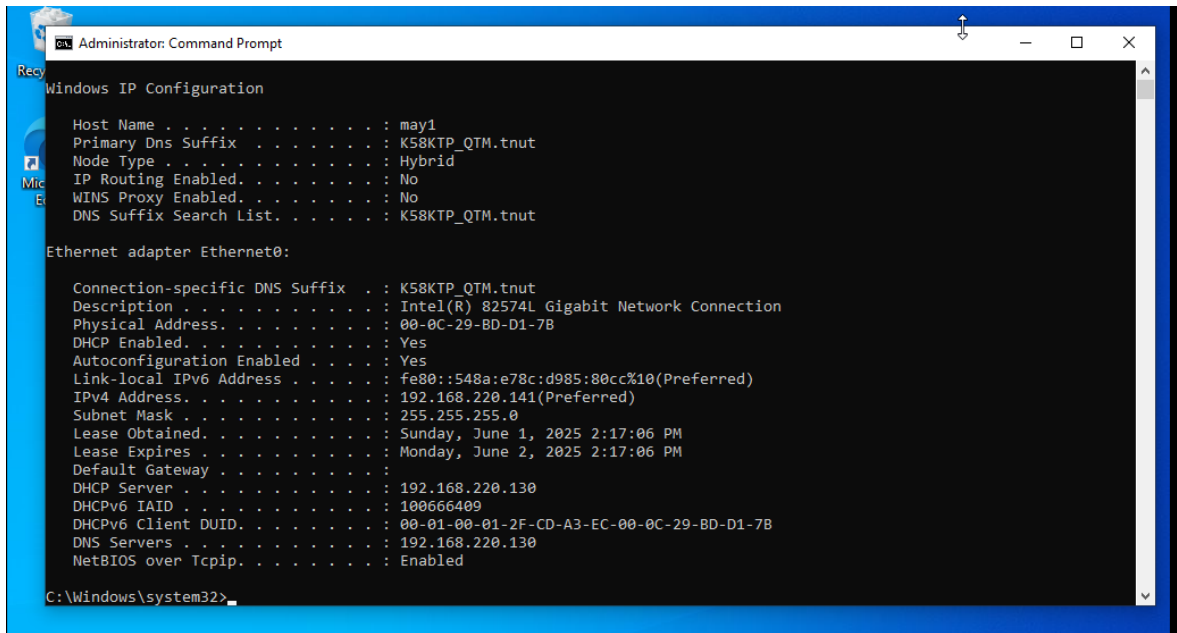 Recy
Mic
E
Administrator: Command Prompt
Windows IP Configuration
Host Name . . . . . . . . . . . . : may1
Primary Dns Suffix . . . . . . . : K58KTP_QTM.tnut
Node Type . . . . . . . . . . . . : Hybrid
IP Routing Enabled. . . . . . . . : No
WINS Proxy Enabled. . . . . . . . : No
DNS Suffix Search List. . . . . . : K58KTP_QTM.tnut
Ethernet adapter Ethernet0:
Connection-specific DNS Suffix . : K58KTP_QTM.tnut
Description . . . . . . . . . . . : Intel(R) 82574L Gigabit Network Connection
Physical Address. . . . . . . . . : 00-0C-29-BD-D1-7B
DHCP Enabled. . . . . . . . . . . : Yes
Autoconfiguration Enabled . . . . : Yes
Link-local IPv6 Address . . . . . : fe80::548a:e78c:d985:80cc%10(Preferred)
IPv4 Address. . . . . . . . . . . : 192.168.220.141(Preferred)
Subnet Mask . . . . . . . . . . . : 255.255.255.0
Lease Obtained. . . . . . . . . . : Sunday, June 1, 2025 2:17:06 PM
Lease Expires . . . . . . . . . . : Monday, June 2, 2025 2:17:06 PM
Default Gateway . . . . . . . . . :
DHCP Server . . . . . . . . . . . : 192.168.220.130
DHCPv6 IAID . . . . . . . . . . . : 100666409
DHCPv6 Client DUID. . . . . . . . : 00-01-00-01-2F-CD-A3-EC-00-0C-29-BD-D1-7B
DNS Servers . . . . . . . . . . . : 192.168.220.130
NetBIOS over Tcpip. . . . . . . . : Enabled
C:\Windows\system32>